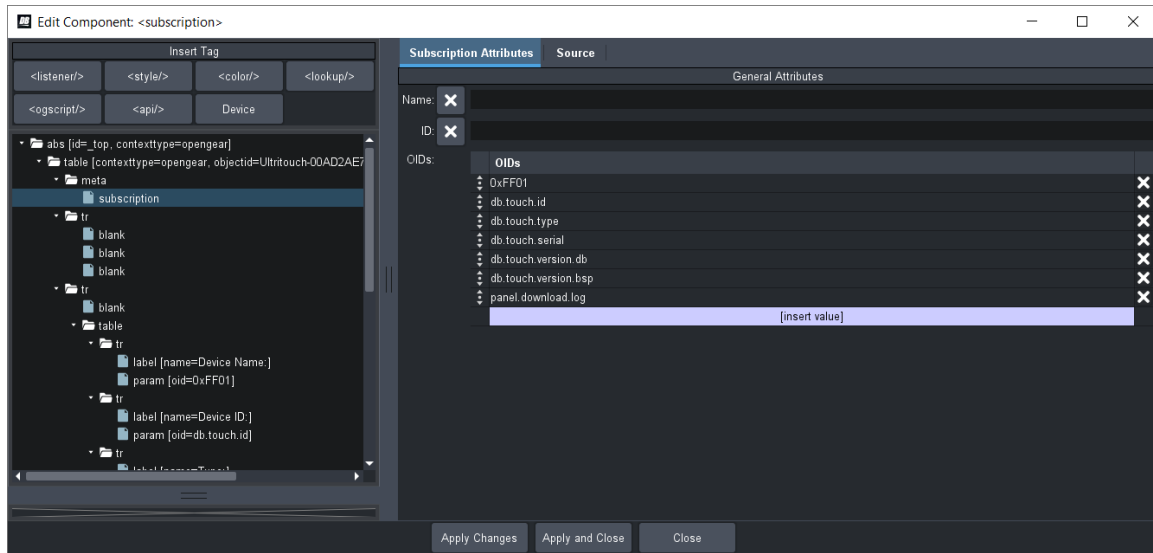 DB Edit Component: <subscription>
Insert Tag
<listener/> <style/> <color/> <lookup/>
<ogscript/> <api/> Device
abs [id=_top, contexttype=opengear]
table [contexttype=opengear, objectid=Ultritouch-00AD2AE7
meta
subscription
tr
blank
blank
blank
tr
blank
table
tr
label [name=Device Name:]
param [oid=0xFF01]
tr
label [name=Device ID:]
param [oid=db.touch.id]
tr
label [name=Type:]
Subscription Attributes Source
General Attributes
Name:
ID:
OIDs:
OIDs
0xFF01
db.touch.id
db.touch.type
db.touch.serial
db.touch.version.db
db.touch.version.bsp
panel.download.log
[insert value]
Apply Changes Apply and Close Close